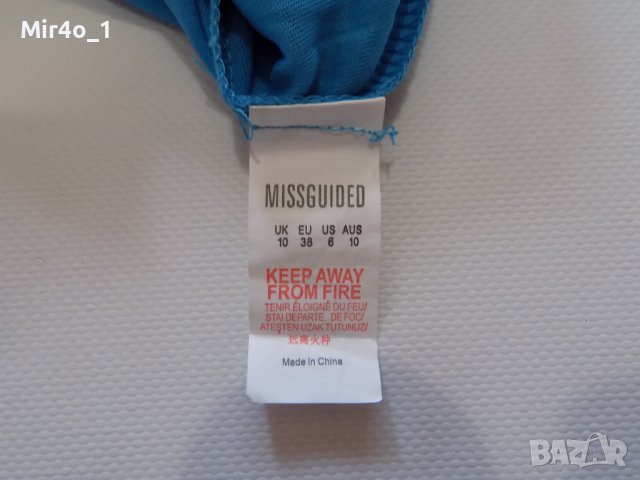 Mir4o_1
MISSGUIDED
UK EU US AUS
10 38 6 10
KEEP AWAY
FROM FIRE
TENIR ÉLOIGNÉ DU FEU/
STAI DEPARTE DE FOC/
ATEŞTEN UZAK TUTUNUZ/
远离火种
Made in China
BAZAR